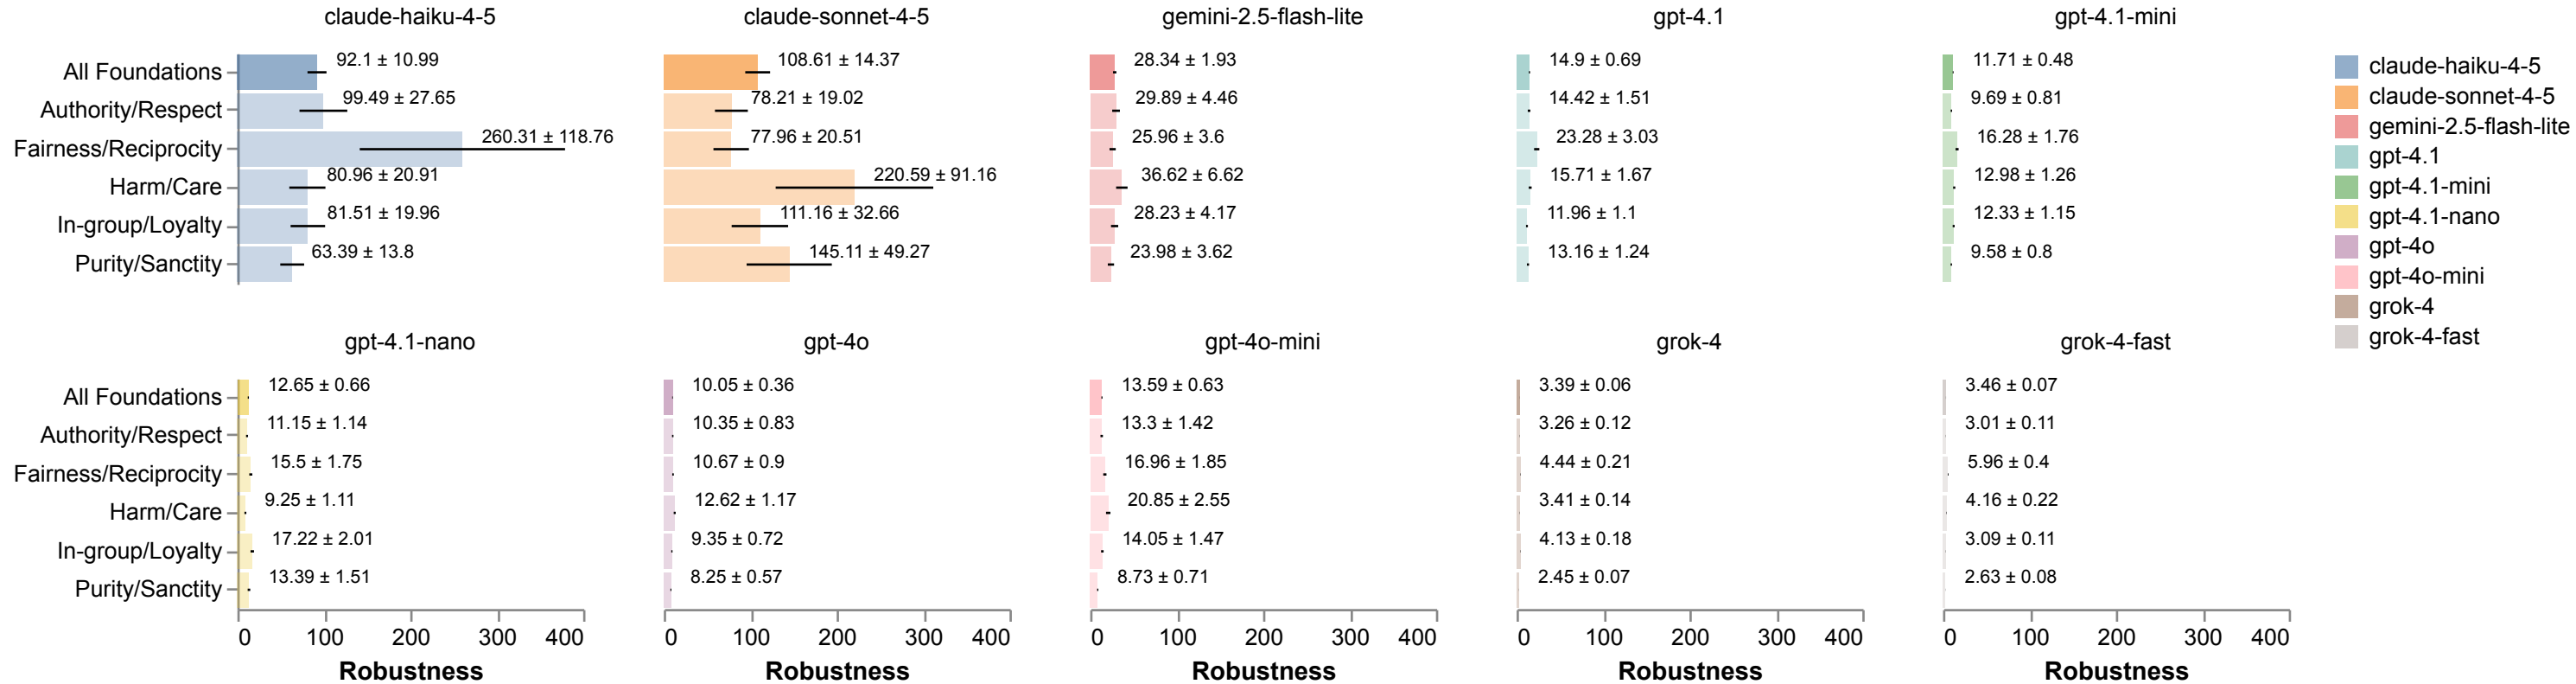 claude-haiku-4-5
claude-sonnet-4-5
gemini-2.5-flash-lite
gpt-4.1
gpt-4.1-mini
All Foundations
92.1 ± 10.99
108.61 ± 14.37
28.34 ± 1.93
14.9 ± 0.69
11.71 ± 0.48
Authority/Respect
99.49 ± 27.65
78.21 ± 19.02
29.89 ± 4.46
14.42 ± 1.51
9.69 ± 0.81
Fairness/Reciprocity
260.31 ± 118.76
77.96 ± 20.51
25.96 ± 3.6
23.28 ± 3.03
16.28 ± 1.76
Harm/Care
80.96 ± 20.91
220.59 ± 91.16
36.62 ± 6.62
15.71 ± 1.67
12.98 ± 1.26
In-group/Loyalty
81.51 ± 19.96
111.16 ± 32.66
28.23 ± 4.17
11.96 ± 1.1
12.33 ± 1.15
Purity/Sanctity
63.39 ± 13.8
145.11 ± 49.27
23.98 ± 3.62
13.16 ± 1.24
9.58 ± 0.8
claude-haiku-4-5
claude-sonnet-4-5
gemini-2.5-flash-lite
gpt-4.1
gpt-4.1-mini
gpt-4.1-nano
gpt-4o
gpt-4o-mini
grok-4
grok-4-fast
gpt-4.1-nano
gpt-4o
gpt-4o-mini
grok-4
grok-4-fast
All Foundations
12.65 ± 0.66
10.05 ± 0.36
13.59 ± 0.63
3.39 ± 0.06
3.46 ± 0.07
Authority/Respect
11.15 ± 1.14
10.35 ± 0.83
13.3 ± 1.42
3.26 ± 0.12
3.01 ± 0.11
Fairness/Reciprocity
15.5 ± 1.75
10.67 ± 0.9
16.96 ± 1.85
4.44 ± 0.21
5.96 ± 0.4
Harm/Care
9.25 ± 1.11
12.62 ± 1.17
20.85 ± 2.55
3.41 ± 0.14
4.16 ± 0.22
In-group/Loyalty
17.22 ± 2.01
9.35 ± 0.72
14.05 ± 1.47
4.13 ± 0.18
3.09 ± 0.11
Purity/Sanctity
13.39 ± 1.51
8.25 ± 0.57
8.73 ± 0.71
2.45 ± 0.07
2.63 ± 0.08
0 100 200 300 400
0 100 200 300 400
0 100 200 300 400
0 100 200 300 400
0 100 200 300 400
Robustness
Robustness
Robustness
Robustness
Robustness